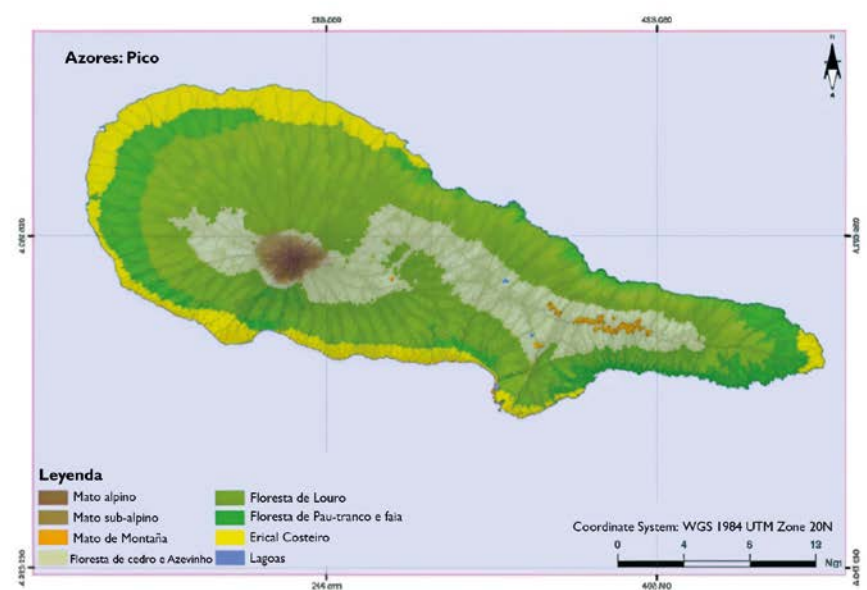 Azores: Pico
Leyenda
Mato alpino
Mato sub-alpino
Mato de Montaña
Floresta de cedro e Azevinho
Floresta de Louro
Floresta de Pau-tranco e faia
Erical Costeiro
Lagoas
Coordinate System: WGS 1984 UTM Zone 20N
0 4 6 12